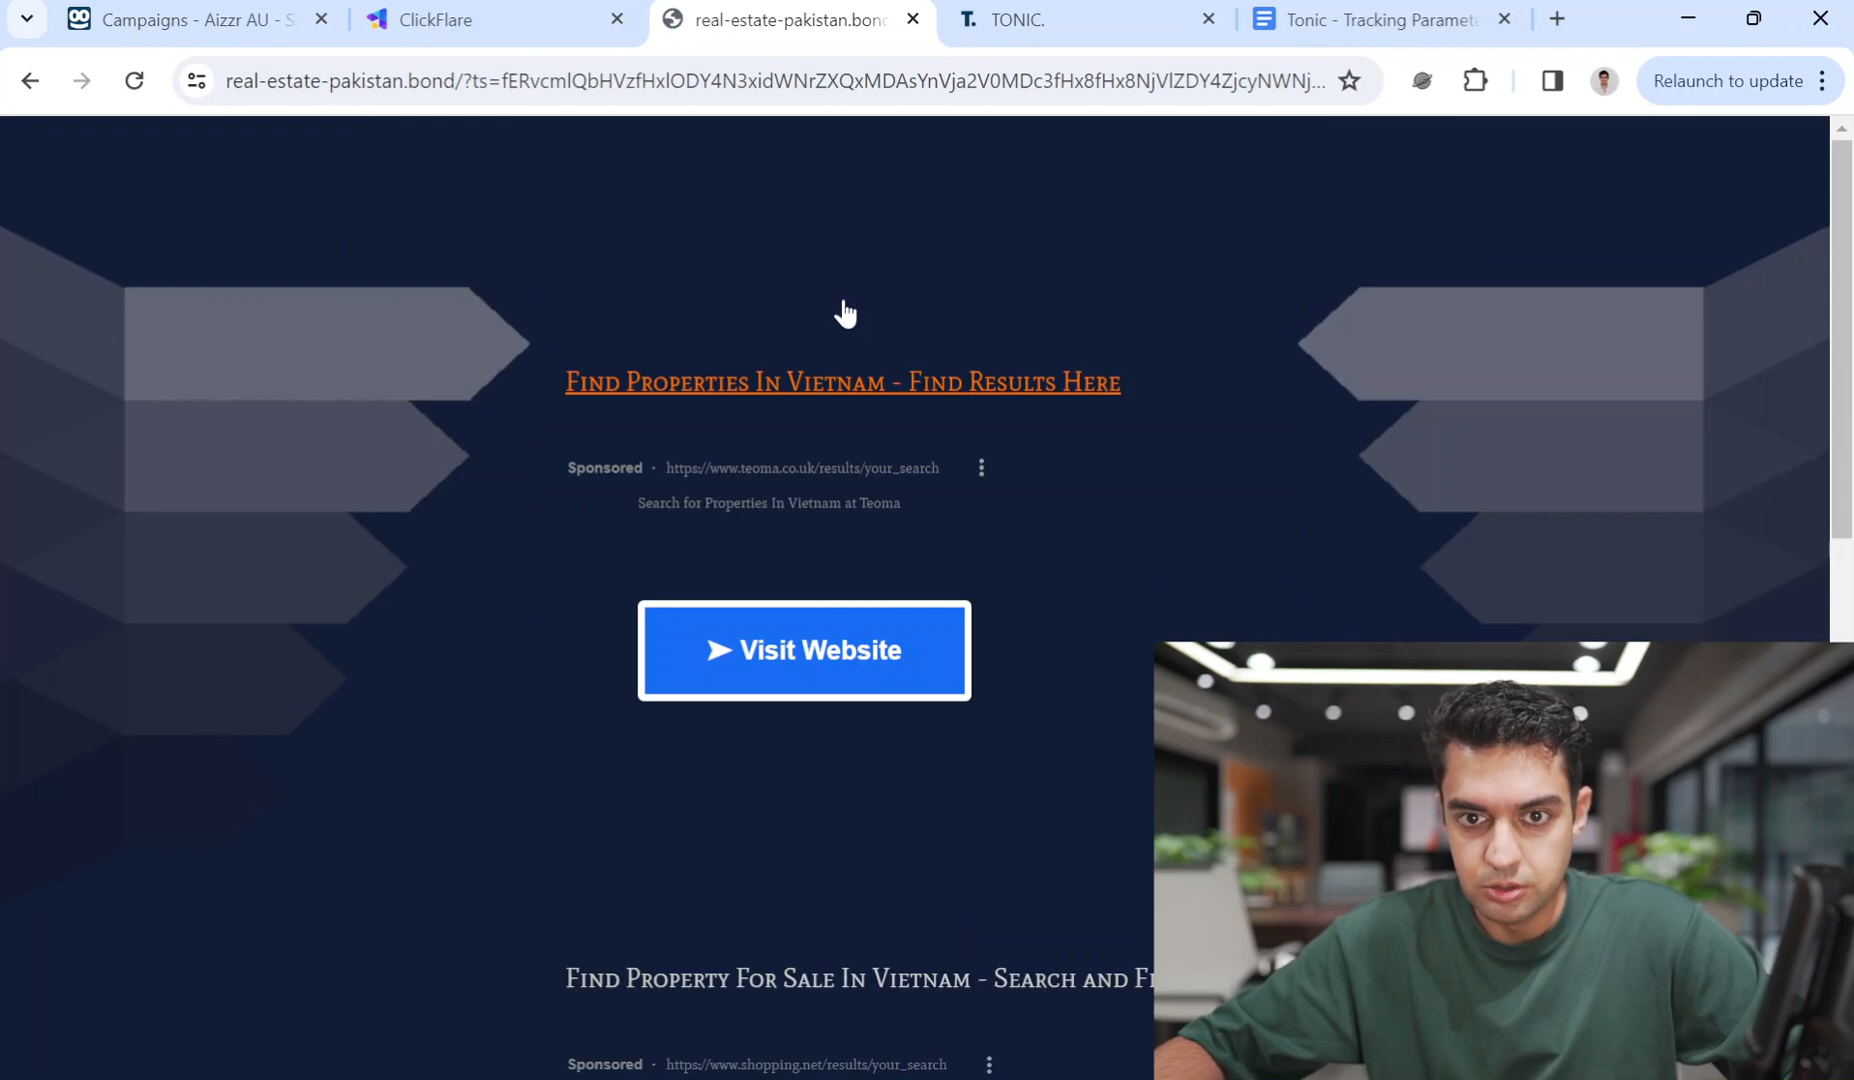 Campaigns - Aizzr AU - S
ClickFlare
real-estate-pakistan.bond
T. TONIC.
Tonic - Tracking Paramete
real-estate-pakistan.bond/?ts=fERvcmlQbHVzfHxlODY4N3xidWNrZXQxMDAsYnVja2V0MDc3fHx8fHx8NjVlZDY4ZjcyNWNj...
Relaunch to update
Find Properties In Vietnam - Find Results Here
Sponsored · https://www.teoma.co.uk/results/your_search
Search for Properties In Vietnam at Teoma
➤ Visit Website
Find Property For Sale In Vietnam - Search and Fi
Sponsored · https://www.shopping.net/results/your_search